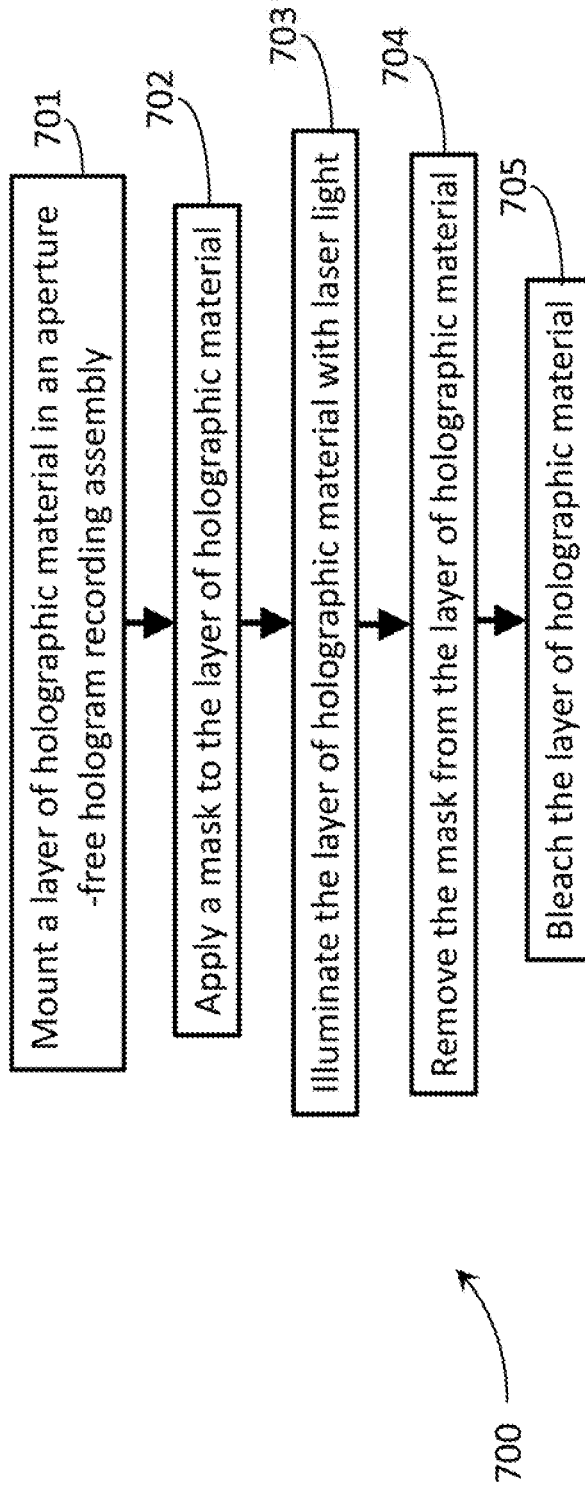 701
Mount a layer of holographic material in an aperture
-free hologram recording assembly
702
Apply a mask to the layer of holographic material
703
Illuminate the layer of holographic material with laser light
704
Remove the mask from the layer of holographic material
705
Bleach the layer of holographic material
700